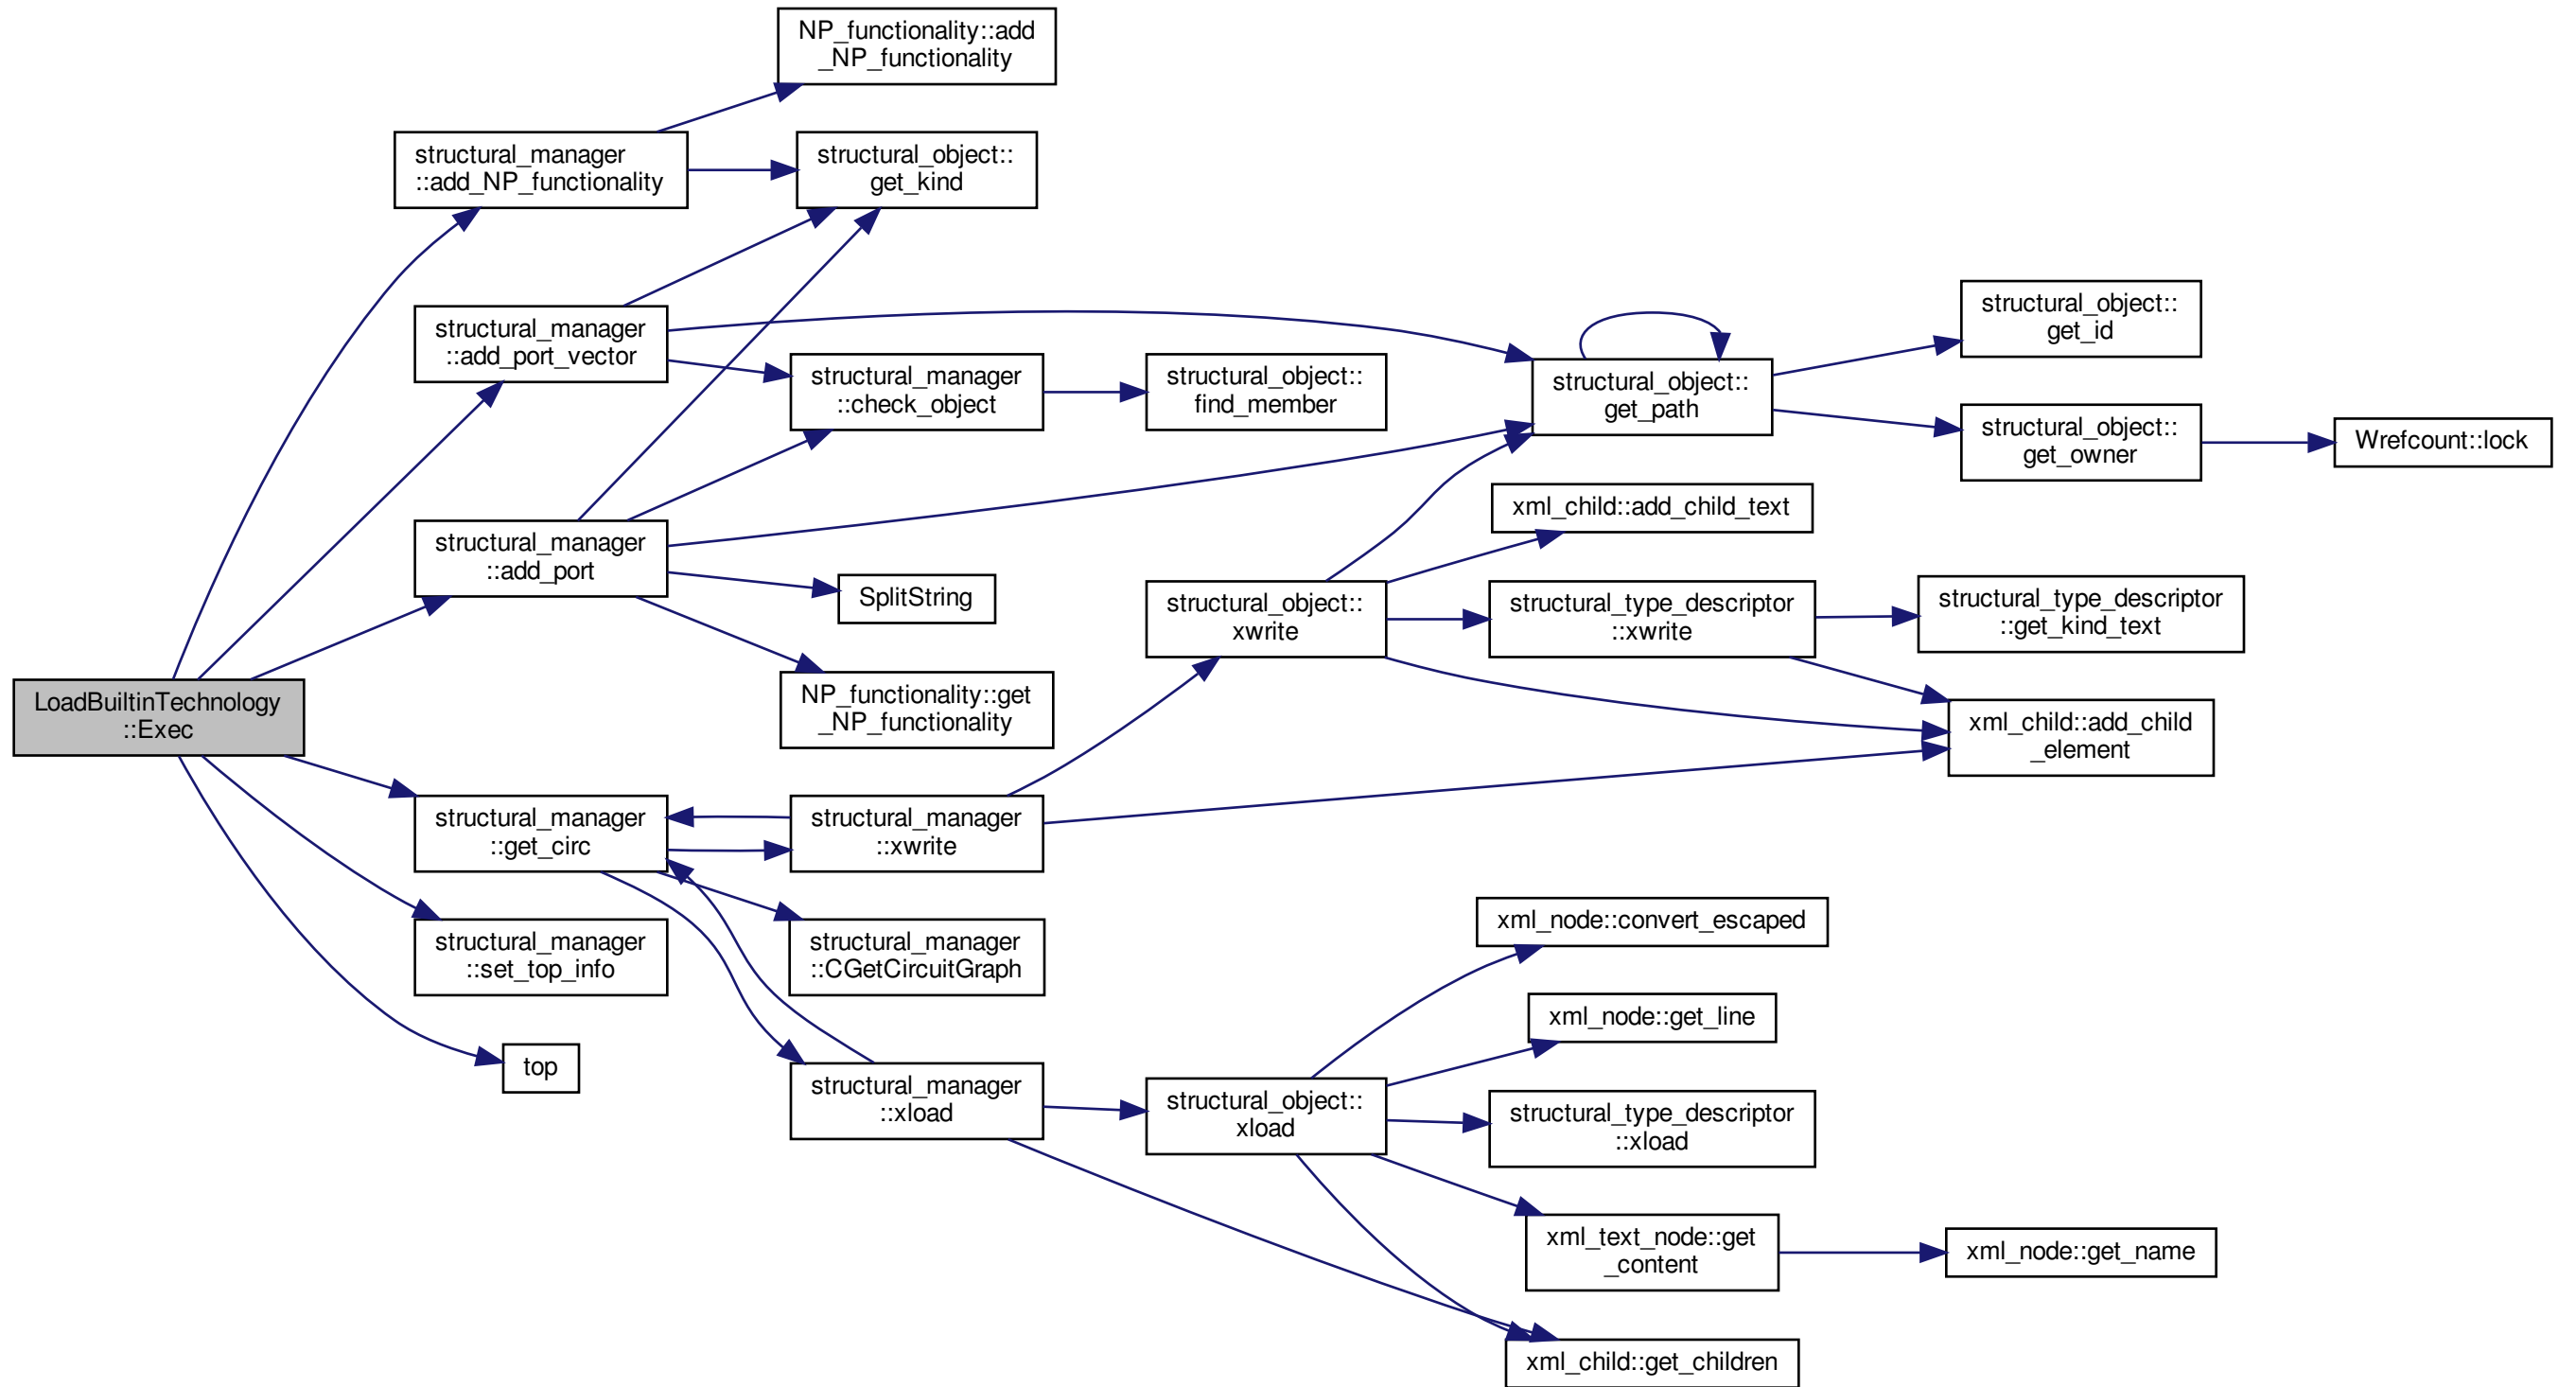 NP_functionality::add
_NP_functionality
structural_manager
::add_NP_functionality
structural_object::
get_kind
structural_manager
::add_port_vector
structural_manager
::check_object
structural_object::
find_member
structural_object::
get_path
structural_object::
get_id
structural_object::
get_owner
Wrefcount::lock
structural_manager
::add_port
SplitString
NP_functionality::get
_NP_functionality
xml_child::add_child_text
structural_object::
xwrite
structural_type_descriptor
::xwrite
structural_type_descriptor
::get_kind_text
xml_child::add_child
_element
LoadBuiltinTechnology
::Exec
structural_manager
::get_circ
structural_manager
::xwrite
structural_manager
::set_top_info
structural_manager
::CGetCircuitGraph
top
structural_manager
::xload
structural_object::
xload
xml_node::convert_escaped
xml_node::get_line
structural_type_descriptor
::xload
xml_text_node::get
_content
xml_node::get_name
xml_child::get_children